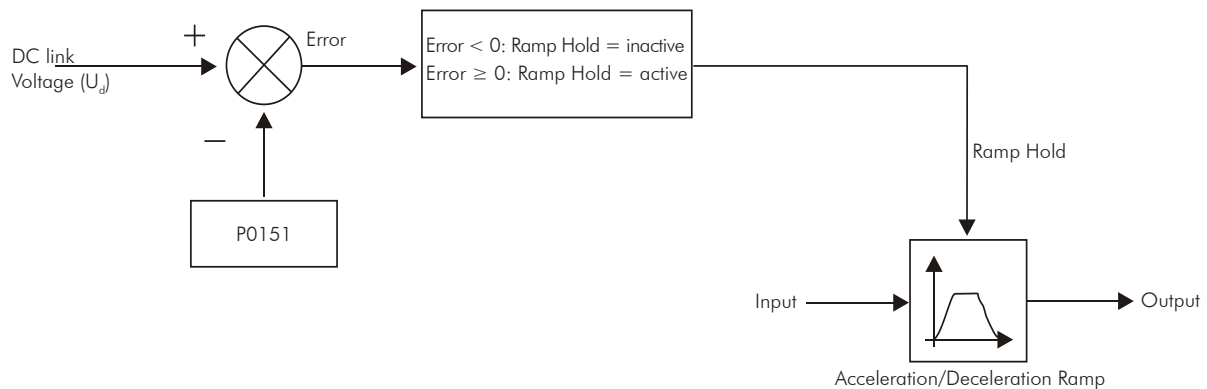 +
Error
DC link
Voltage (Ud)
Error < 0: Ramp Hold = inactive
Error ≥ 0: Ramp Hold = active
−
P0151
Ramp Hold
Input
Output
Acceleration/Deceleration Ramp